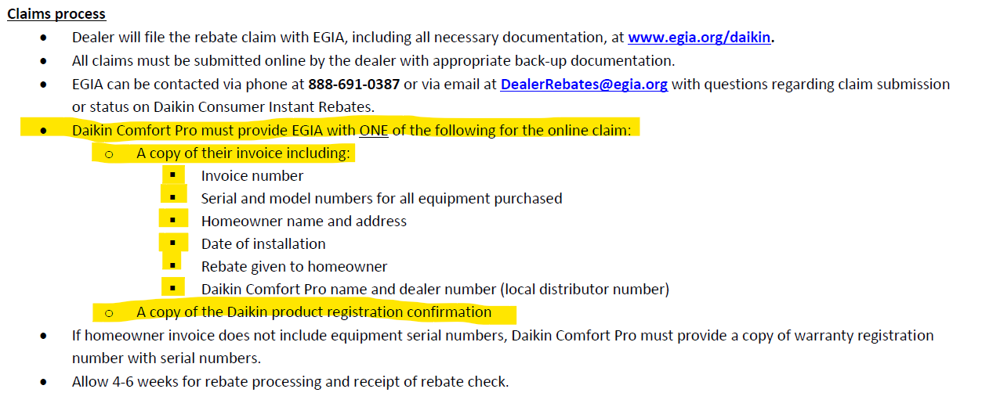 Claims process
• Dealer will file the rebate claim with EGIA, including all necessary documentation, at www.egia.org/daikin.
• All claims must be submitted online by the dealer with appropriate back-up documentation.
• EGIA can be contacted via phone at 888-691-0387 or via email at DealerRebates@egia.org with questions regarding claim submission
or status on Daikin Consumer Instant Rebates.
• Daikin Comfort Pro must provide EGIA with ONE of the following for the online claim:
o A copy of their invoice including:
▪ Invoice number
▪ Serial and model numbers for all equipment purchased
▪ Homeowner name and address
▪ Date of installation
▪ Rebate given to homeowner
▪ Daikin Comfort Pro name and dealer number (local distributor number)
o A copy of the Daikin product registration confirmation
• If homeowner invoice does not include equipment serial numbers, Daikin Comfort Pro must provide a copy of warranty registration
number with serial numbers.
• Allow 4-6 weeks for rebate processing and receipt of rebate check.